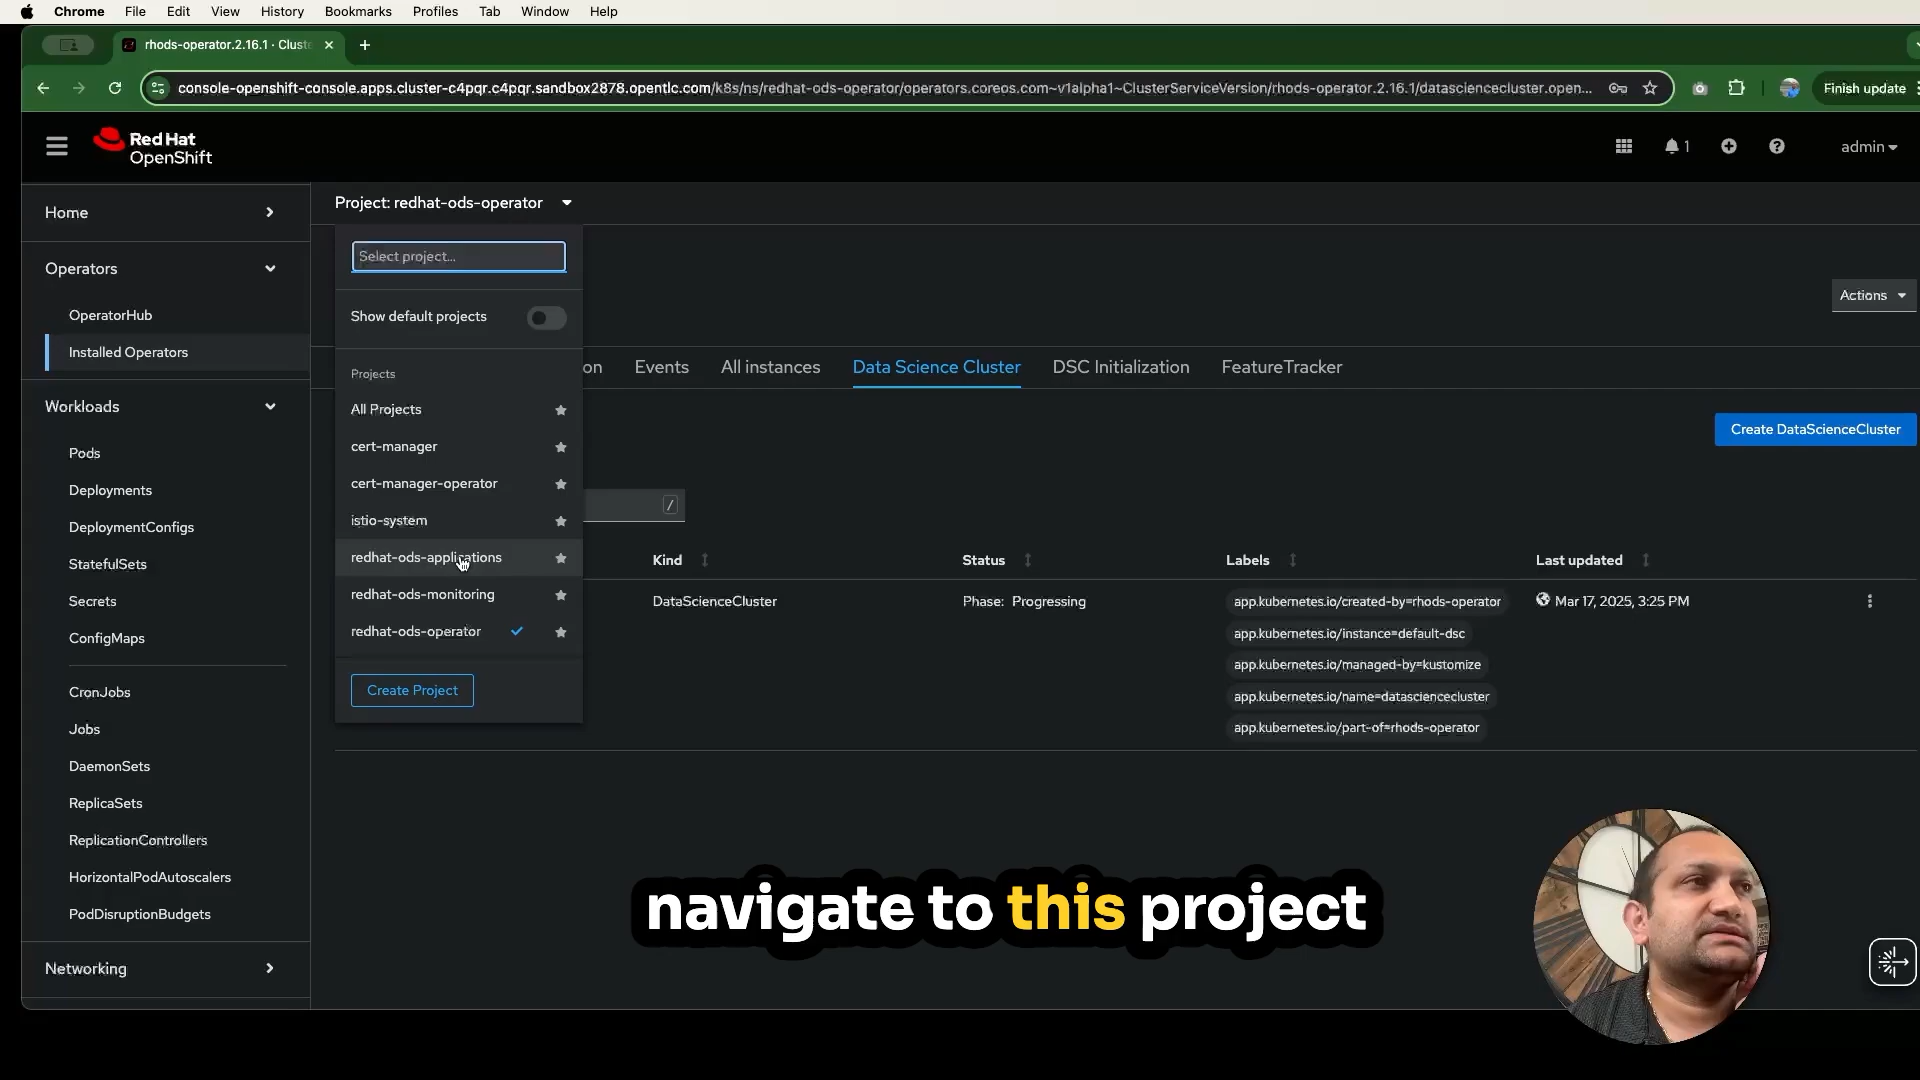 Chrome File Edit View History Bookmarks Profiles Tab Window Help
rhods-operator.2.16.1 · Cluste
console-openshift-console.apps.cluster-c4pqr.c4pqr.sandbox2878.opentlc.com/k8s/ns/redhat-ods-operator/operators.coreos.com~v1alpha1~ClusterServiceVersion/rhods-operator.2.16.1/datasciencecluster.open...
Finish update
Red Hat
OpenShift
1
admin
Home
Operators
OperatorHub
Installed Operators
Workloads
Pods
Deployments
DeploymentConfigs
StatefulSets
Secrets
ConfigMaps
CronJobs
Jobs
DaemonSets
ReplicaSets
ReplicationControllers
HorizontalPodAutoscalers
PodDisruptionBudgets
Networking
Project: redhat-ods-operator
Select project...
Show default projects
Projects
All Projects
cert-manager
cert-manager-operator
istio-system
redhat-ods-applications
redhat-ods-monitoring
redhat-ods-operator
Create Project
Actions
on Events All instances Data Science Cluster DSC Initialization FeatureTracker
Create DataScienceCluster
/
Kind Status Labels Last updated
DataScienceCluster Phase: Progressing app.kubernetes.io/created-by=rhods-operator Mar 17, 2025, 3:25 PM
app.kubernetes.io/instance=default-dsc
app.kubernetes.io/managed-by=kustomize
app.kubernetes.io/name=datasciencecluster
app.kubernetes.io/part-of=rhods-operator
navigate to this project